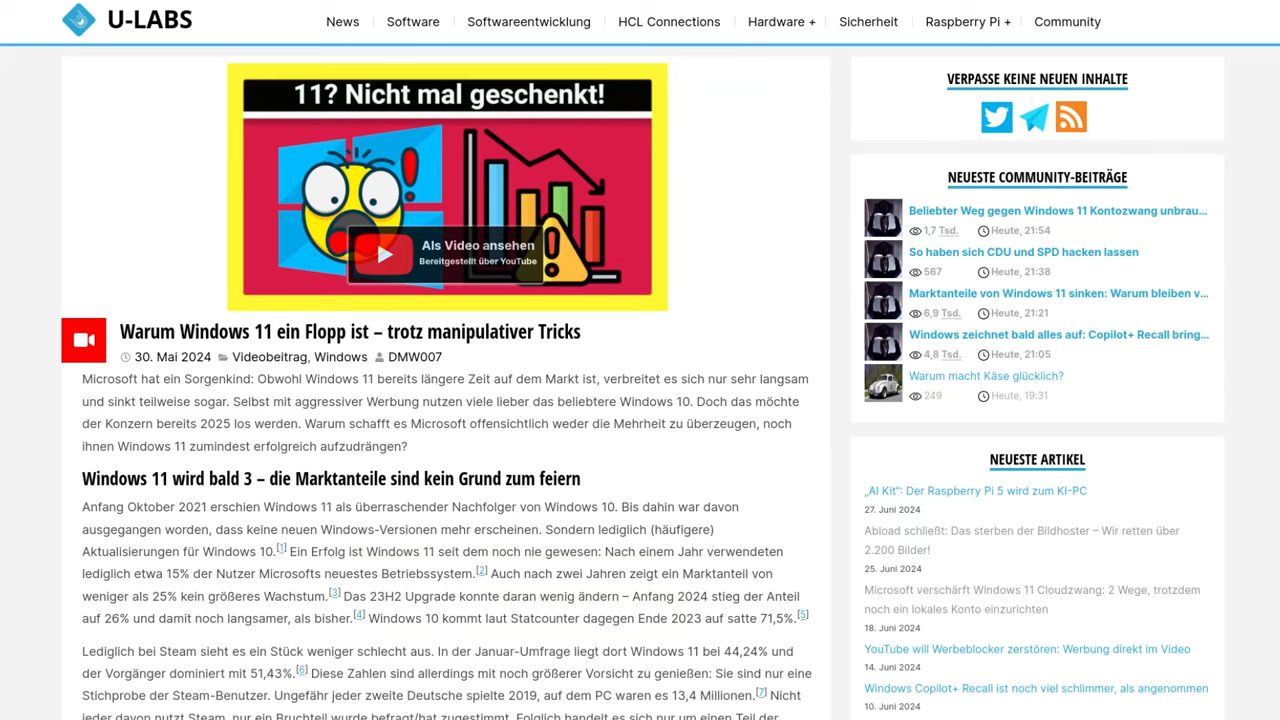 U-LABS
News
Software
Softwareentwicklung
HCL Connections
Hardware +
Sicherheit
Raspberry Pi +
Community
11? Nicht mal geschenkt!
Als Video ansehen
Bereitgestellt über YouTube
Warum Windows 11 ein Flopp ist – trotz manipulativer Tricks
30. Mai 2024 Videobeitrag, Windows DMW007
Microsoft hat ein Sorgenkind: Obwohl Windows 11 bereits längere Zeit auf dem Markt ist, verbreitet es sich nur sehr langsam
und sinkt teilweise sogar. Selbst mit aggressiver Werbung nutzen viele lieber das beliebtere Windows 10. Doch das möchte
der Konzern bereits 2025 los werden. Warum schafft es Microsoft offensichtlich weder die Mehrheit zu überzeugen, noch
ihnen Windows 11 zumindest erfolgreich aufzudrängen?
Windows 11 wird bald 3 – die Marktanteile sind kein Grund zum feiern
Anfang Oktober 2021 erschien Windows 11 als überraschender Nachfolger von Windows 10. Bis dahin war davon
ausgegangen worden, dass keine neuen Windows-Versionen mehr erscheinen. Sondern lediglich (häufigere)
Aktualisierungen für Windows 10.[1] Ein Erfolg ist Windows 11 seit dem noch nie gewesen: Nach einem Jahr verwendeten
lediglich etwa 15% der Nutzer Microsofts neuestes Betriebssystem.[2] Auch nach zwei Jahren zeigt ein Marktanteil von
weniger als 25% kein größeres Wachstum.[3] Das 23H2 Upgrade konnte daran wenig ändern – Anfang 2024 stieg der Anteil
auf 26% und damit noch langsamer, als bisher.[4] Windows 10 kommt laut Statcounter dagegen Ende 2023 auf satte 71,5%.[5]
Lediglich bei Steam sieht es ein Stück weniger schlecht aus. In der Januar-Umfrage liegt dort Windows 11 bei 44,24% und
der Vorgänger dominiert mit 51,43%.[6] Diese Zahlen sind allerdings mit noch größerer Vorsicht zu genießen: Sie sind nur eine
Stichprobe der Steam-Benutzer. Ungefähr jeder zweite Deutsche spielte 2019, auf dem PC waren es 13,4 Millionen.[7] Nicht
jeder davon nutzt Steam, nur ein Bruchteil wurde befragt/hat zugestimmt. Folglich handelt es sich nur um einen Teil der
VERPASSE KEINE NEUEN INHALTE
NEUESTE COMMUNITY-BEITRÄGE
Beliebter Weg gegen Windows 11 Kontozwang unbrau...
1,7 Tsd. Heute, 21:54
So haben sich CDU und SPD hacken lassen
567 Heute, 21:38
Marktanteile von Windows 11 sinken: Warum bleiben v...
6,9 Tsd. Heute, 21:21
Windows zeichnet bald alles auf: Copilot+ Recall bring...
4,8 Tsd. Heute, 21:05
Warum macht Käse glücklich?
249 Heute, 19:31
NEUESTE ARTIKEL
„AI Kit“: Der Raspberry Pi 5 wird zum KI-PC
27. Juni 2024
Abload schließt: Das sterben der Bildhoster – Wir retten über
2.200 Bilder!
25. Juni 2024
Microsoft verschärft Windows 11 Cloudzwang: 2 Wege, trotzdem
noch ein lokales Konto einzurichten
18. Juni 2024
YouTube will Werbeblocker zerstören: Werbung direkt im Video
14. Juni 2024
Windows Copilot+ Recall ist noch viel schlimmer, als angenommen
10. Juni 2024